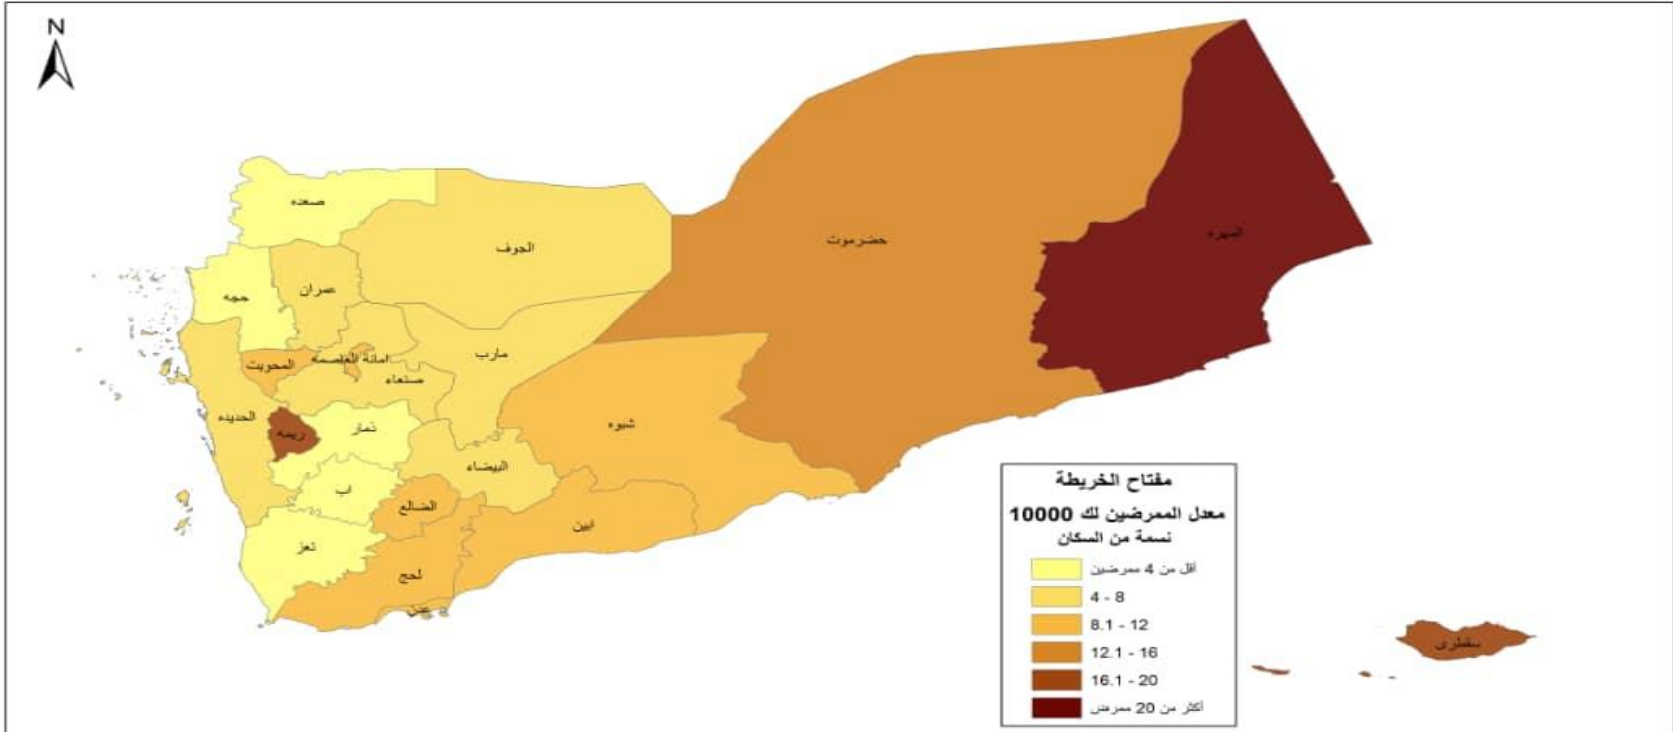 N
صعده
الجوف
حضرموت
المهره
حجه
عمران
مارب
امانة العاصمه
المحويت
صنعاء
الحديده
ريمه
ذمار
شبوه
البيضاء
اب
الضالع
ابين
تعز
لحج
عدن
سقطرى
مفتاح الخريطة
معدل الممرضين لك 10000
نسمة من السكان
أقل من 4 ممرضين
4 - 8
8.1 - 12
12.1 - 16
16.1 - 20
أكثر من 20 ممرض